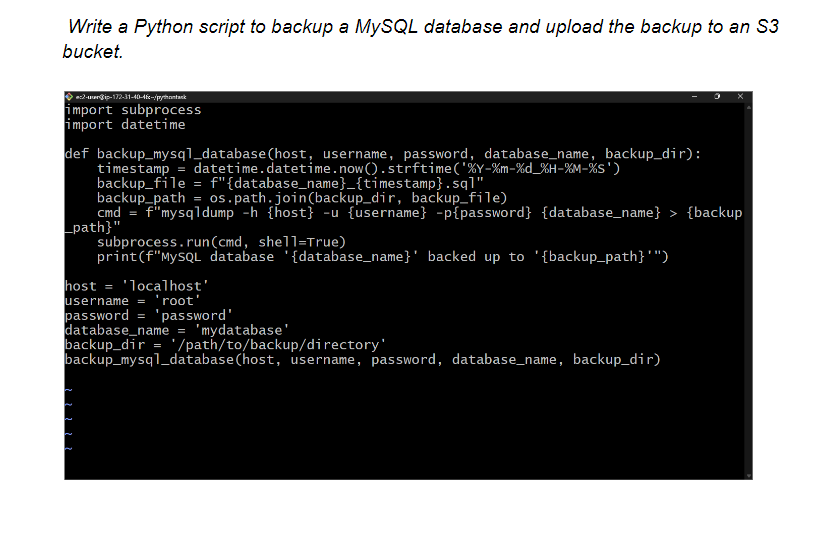 Write a Python script to backup a MySQL database and upload the backup to an S3
bucket.
ec2-user@ip-172-31-40-46:~/pythontask
import subprocess
import datetime
def backup_mysql_database(host, username, password, database_name, backup_dir):
    timestamp = datetime.datetime.now().strftime('%Y-%m-%d_%H-%M-%S')
    backup_file = f"{database_name}_{timestamp}.sql"
    backup_path = os.path.join(backup_dir, backup_file)
    cmd = f"mysqldump -h {host} -u {username} -p{password} {database_name} > {backup
_path}"
    subprocess.run(cmd, shell=True)
    print(f"MySQL database '{database_name}' backed up to '{backup_path}'")
host = 'localhost'
username = 'root'
password = 'password'
database_name = 'mydatabase'
backup_dir = '/path/to/backup/directory'
backup_mysql_database(host, username, password, database_name, backup_dir)
~
~
~
~
~